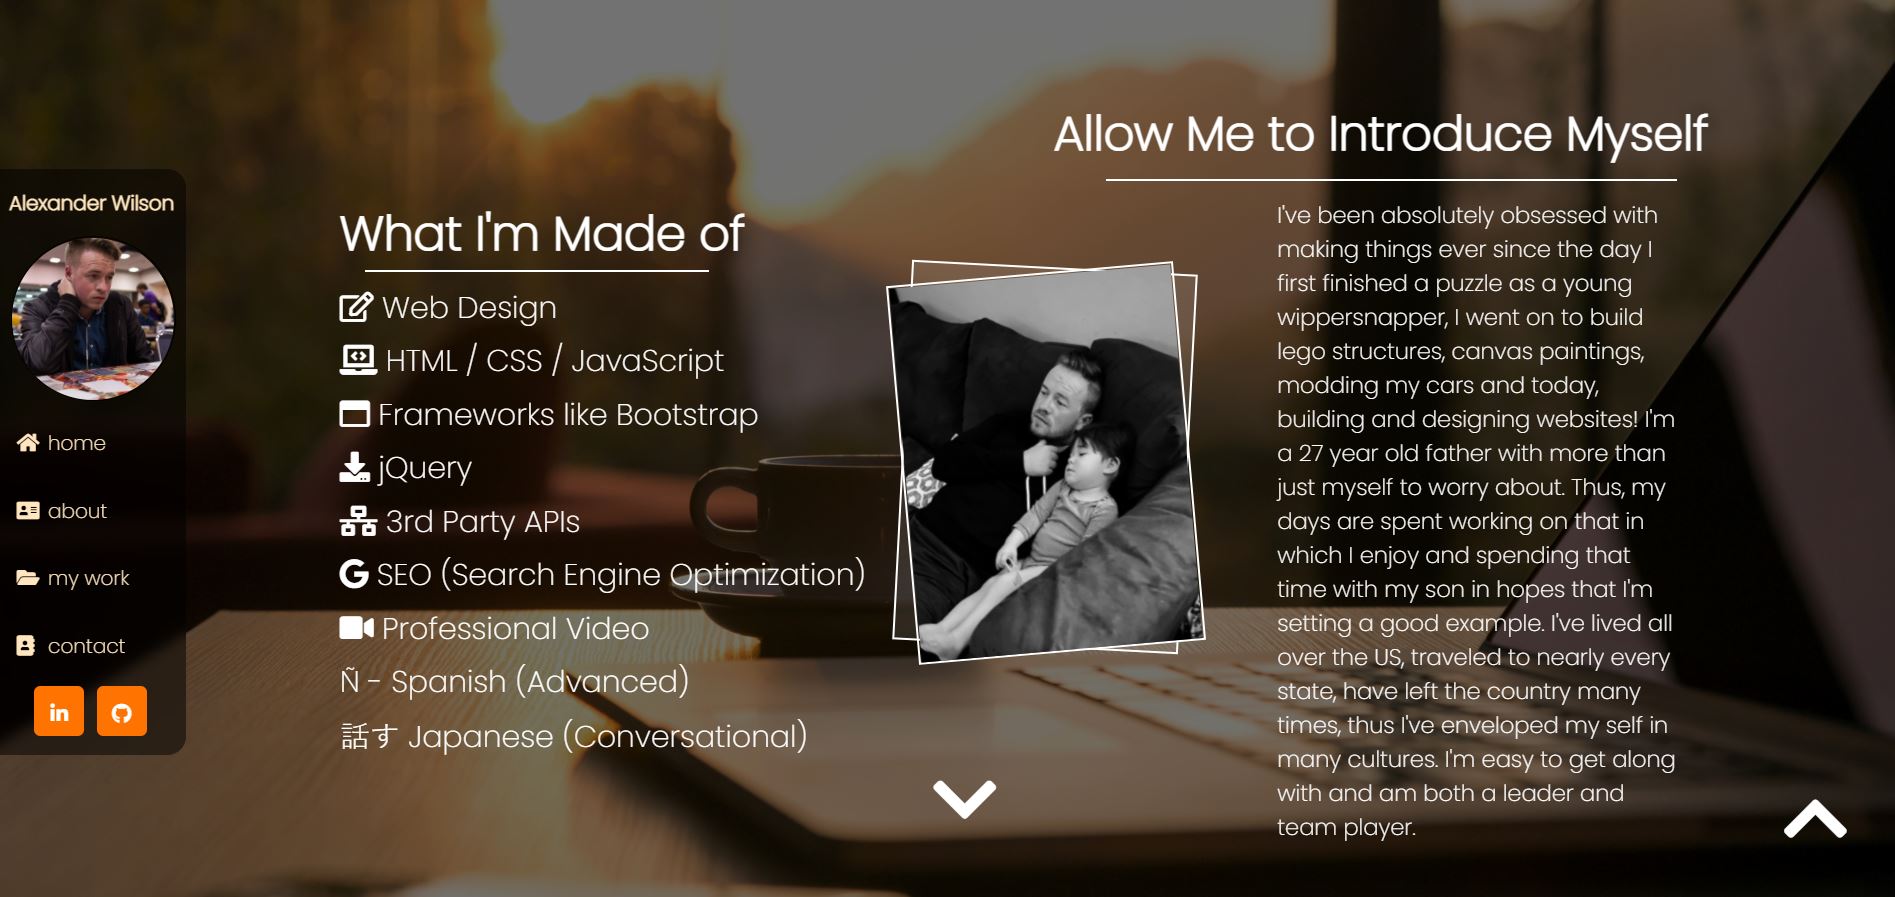 Alexander Wilson
home
about
my work
contact
in
What I'm Made of
Web Design
HTML / CSS / JavaScript
Frameworks like Bootstrap
jQuery
3rd Party APIs
G SEO (Search Engine Optimization)
Professional Video
Ñ - Spanish (Advanced)
話す Japanese (Conversational)
Allow Me to Introduce Myself
I've been absolutely obsessed with
making things ever since the day I
first finished a puzzle as a young
wippersnapper, I went on to build
lego structures, canvas paintings,
modding my cars and today,
building and designing websites! I'm
a 27 year old father with more than
just myself to worry about. Thus, my
days are spent working on that in
which I enjoy and spending that
time with my son in hopes that I'm
setting a good example. I've lived all
over the US, traveled to nearly every
state, have left the country many
times, thus I've enveloped my self in
many cultures. I'm easy to get along
with and am both a leader and
team player.